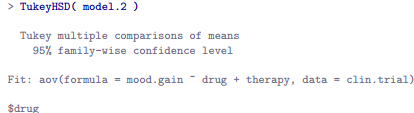 > TukeyHSD( model.2 )
Tukey multiple comparisons of means
95% family-wise confidence level
Fit: aov(formula = mood.gain ~ drug + therapy, data = clin.trial)
$drug